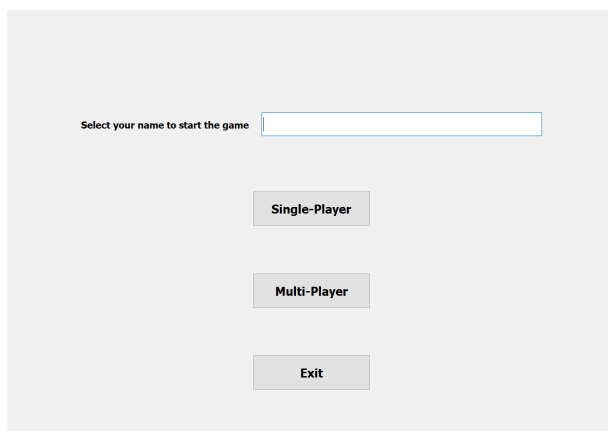 Select your name to start the game
Single-Player
Multi-Player
Exit